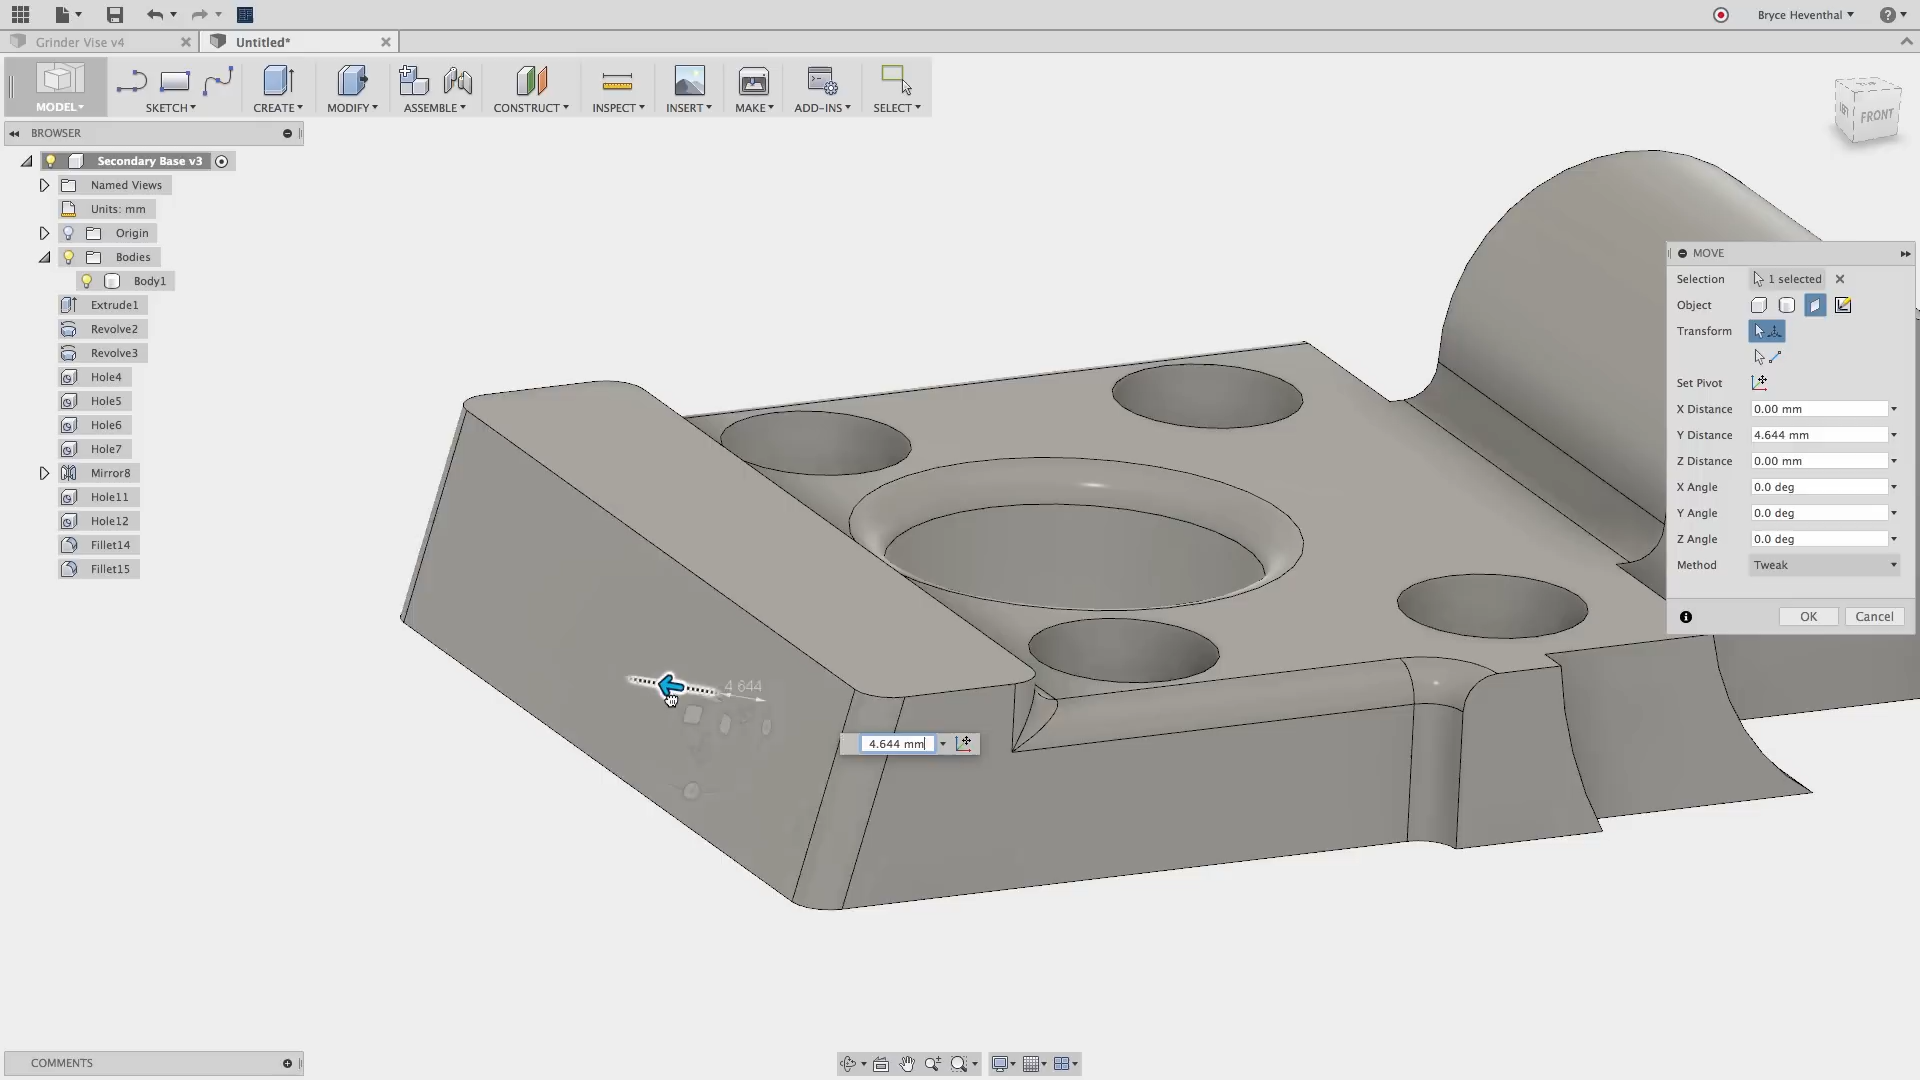 Bryce Heventhal
Grinder Vise v4
Untitled*
MODEL
SKETCH
CREATE
MODIFY
ASSEMBLE
CONSTRUCT
INSPECT
INSERT
MAKE
ADD-INS
SELECT
FRONT
BROWSER
Secondary Base v3
Named Views
Units: mm
Origin
Bodies
Body1
Extrude1
Revolve2
Revolve3
Hole4
Hole5
Hole6
Hole7
Mirror8
Hole11
Hole12
Fillet14
Fillet15
MOVE
Selection 1 selected
Object
Transform
Set Pivot
X Distance 0.00 mm
Y Distance 4.644 mm
Z Distance 0.00 mm
X Angle 0.0 deg
Y Angle 0.0 deg
Z Angle 0.0 deg
Method Tweak
OK Cancel
4.644
4.644 mm
COMMENTS